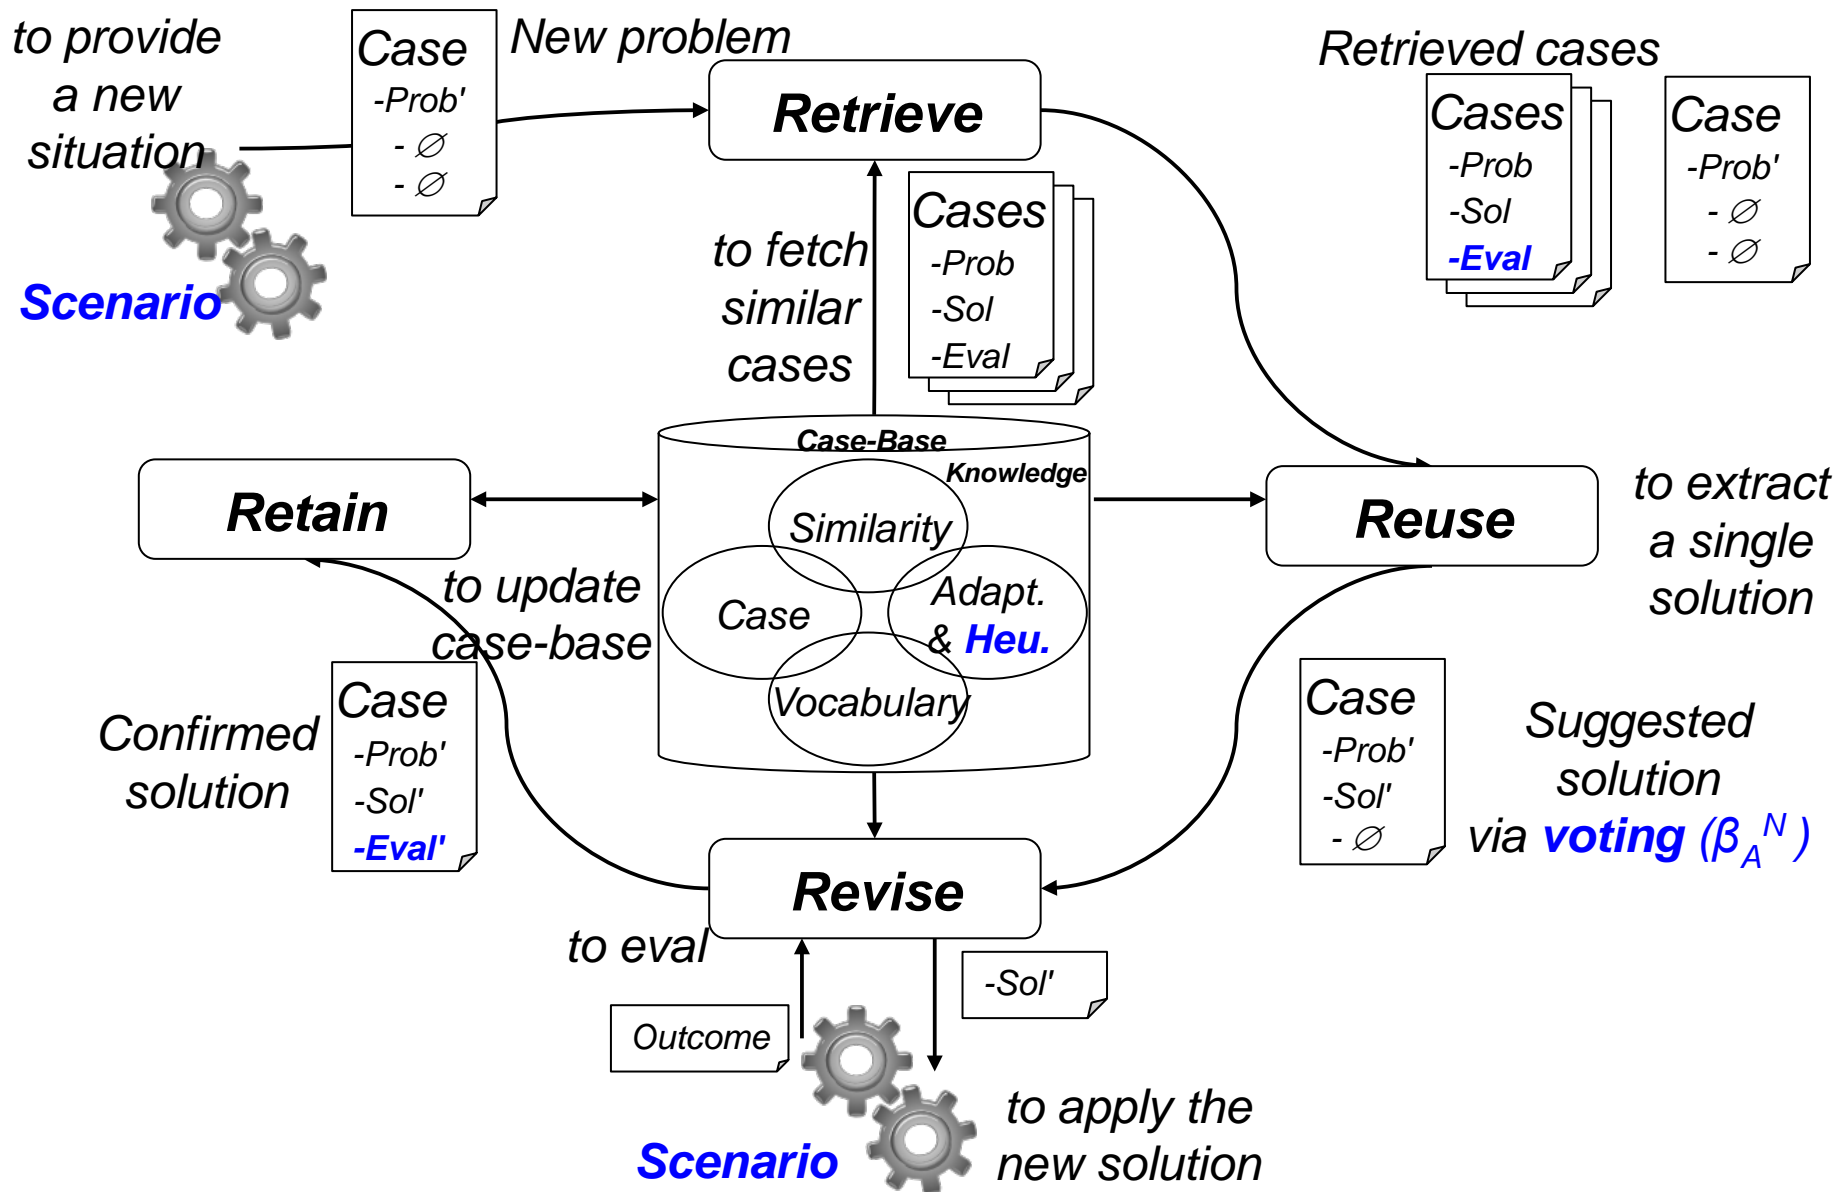 to provide
a new
situation
Scenario
Case
-Prob'
- ∅
- ∅
New problem
Retrieve
Retrieved cases
Cases
-Prob
-Sol
-Eval
Case
-Prob'
- ∅
- ∅
to fetch
similar
cases
Cases
-Prob
-Sol
-Eval
Case-Base
Knowledge
Similarity
Case
Adapt.
& Heu.
Vocabulary
Retain
Reuse
to extract
a single
solution
to update
case-base
Confirmed
solution
Case
-Prob'
-Sol'
-Eval'
Case
-Prob'
-Sol'
- ∅
Suggested
solution
via voting (β_A^N)
Revise
to eval
Outcome
-Sol'
Scenario
to apply the
new solution